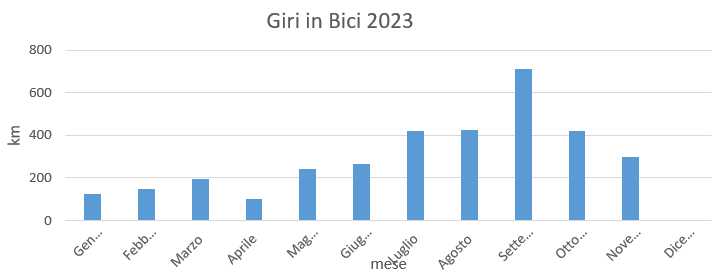 Giri in Bici 2023
800
600
400
200
0
km
Gen...
Febb...
Marzo
Aprile
Mag...
Giug...
Luglio
Agosto
Sette...
Otto...
Nove...
Dice...
mese